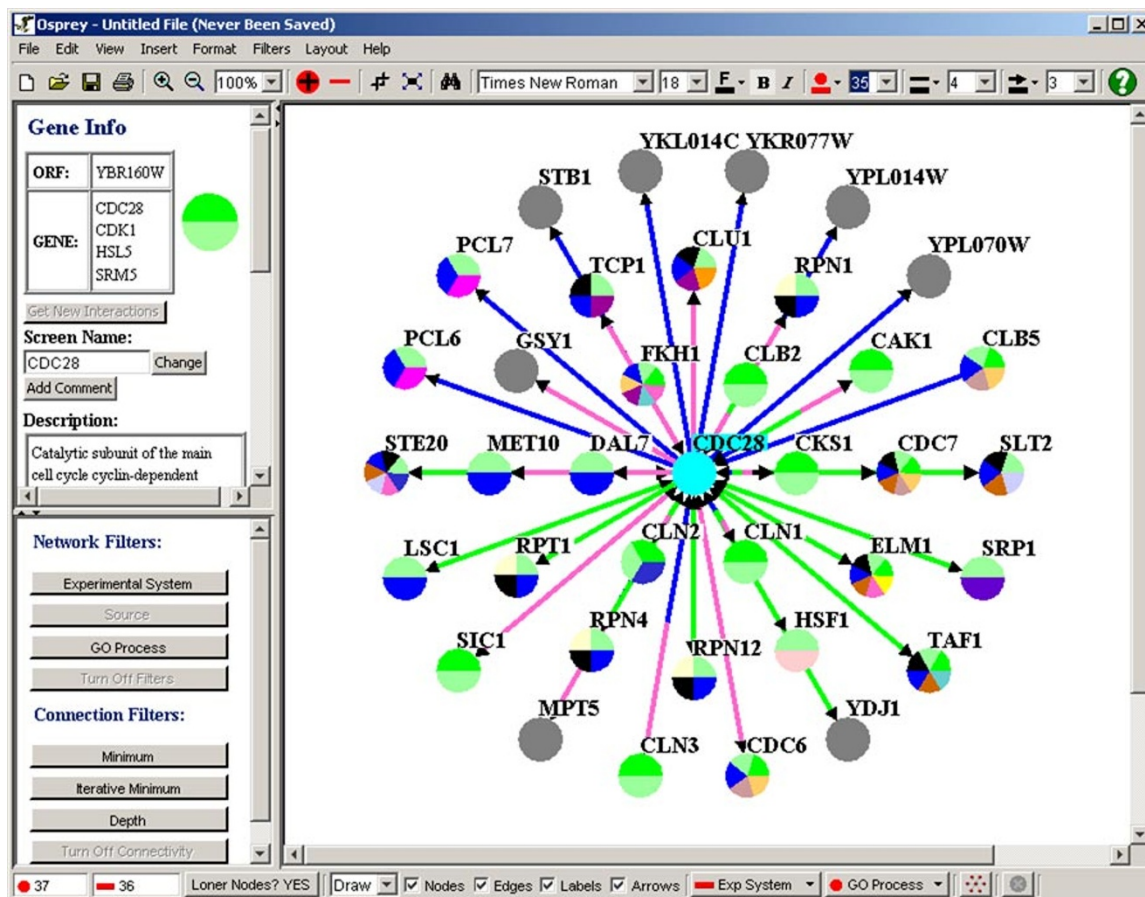 Osprey - Untitled File (Never Been Saved)
File Edit View Insert Format Filters Layout Help
100% Times New Roman 18 F B I 35 4 3 ?
Gene Info
ORF: YBR160W
GENE:
CDC28
CDK1
HSL5
SRM5
Get New Interactions
Screen Name:
CDC28 Change
Add Comment
Description:
Catalytic subunit of the main
cell cycle cyclin-dependent
Network Filters:
Experimental System
Source
GO Process
Turn Off Filters
Connection Filters:
Minimum
Iterative Minimum
Depth
Turn Off Connectivity
YKL014C YKR077W
STB1 YPL014W
PCL7 TCP1 CLU1 RPN1 YPL070W
PCL6 GSY1 FKH1 CLB2 CAK1 CLB5
STE20 MET10 DAL7 CDC28 CKS1 CDC7 SLT2
LSC1 RPT1 CLN2 CLN1 ELM1 SRP1
SIC1 RPN4 RPN12 HSF1 TAF1
MPT5 CLN3 CDC6 YDJ1
37 36 Loner Nodes? YES Draw Nodes Edges Labels Arrows Exp System GO Process